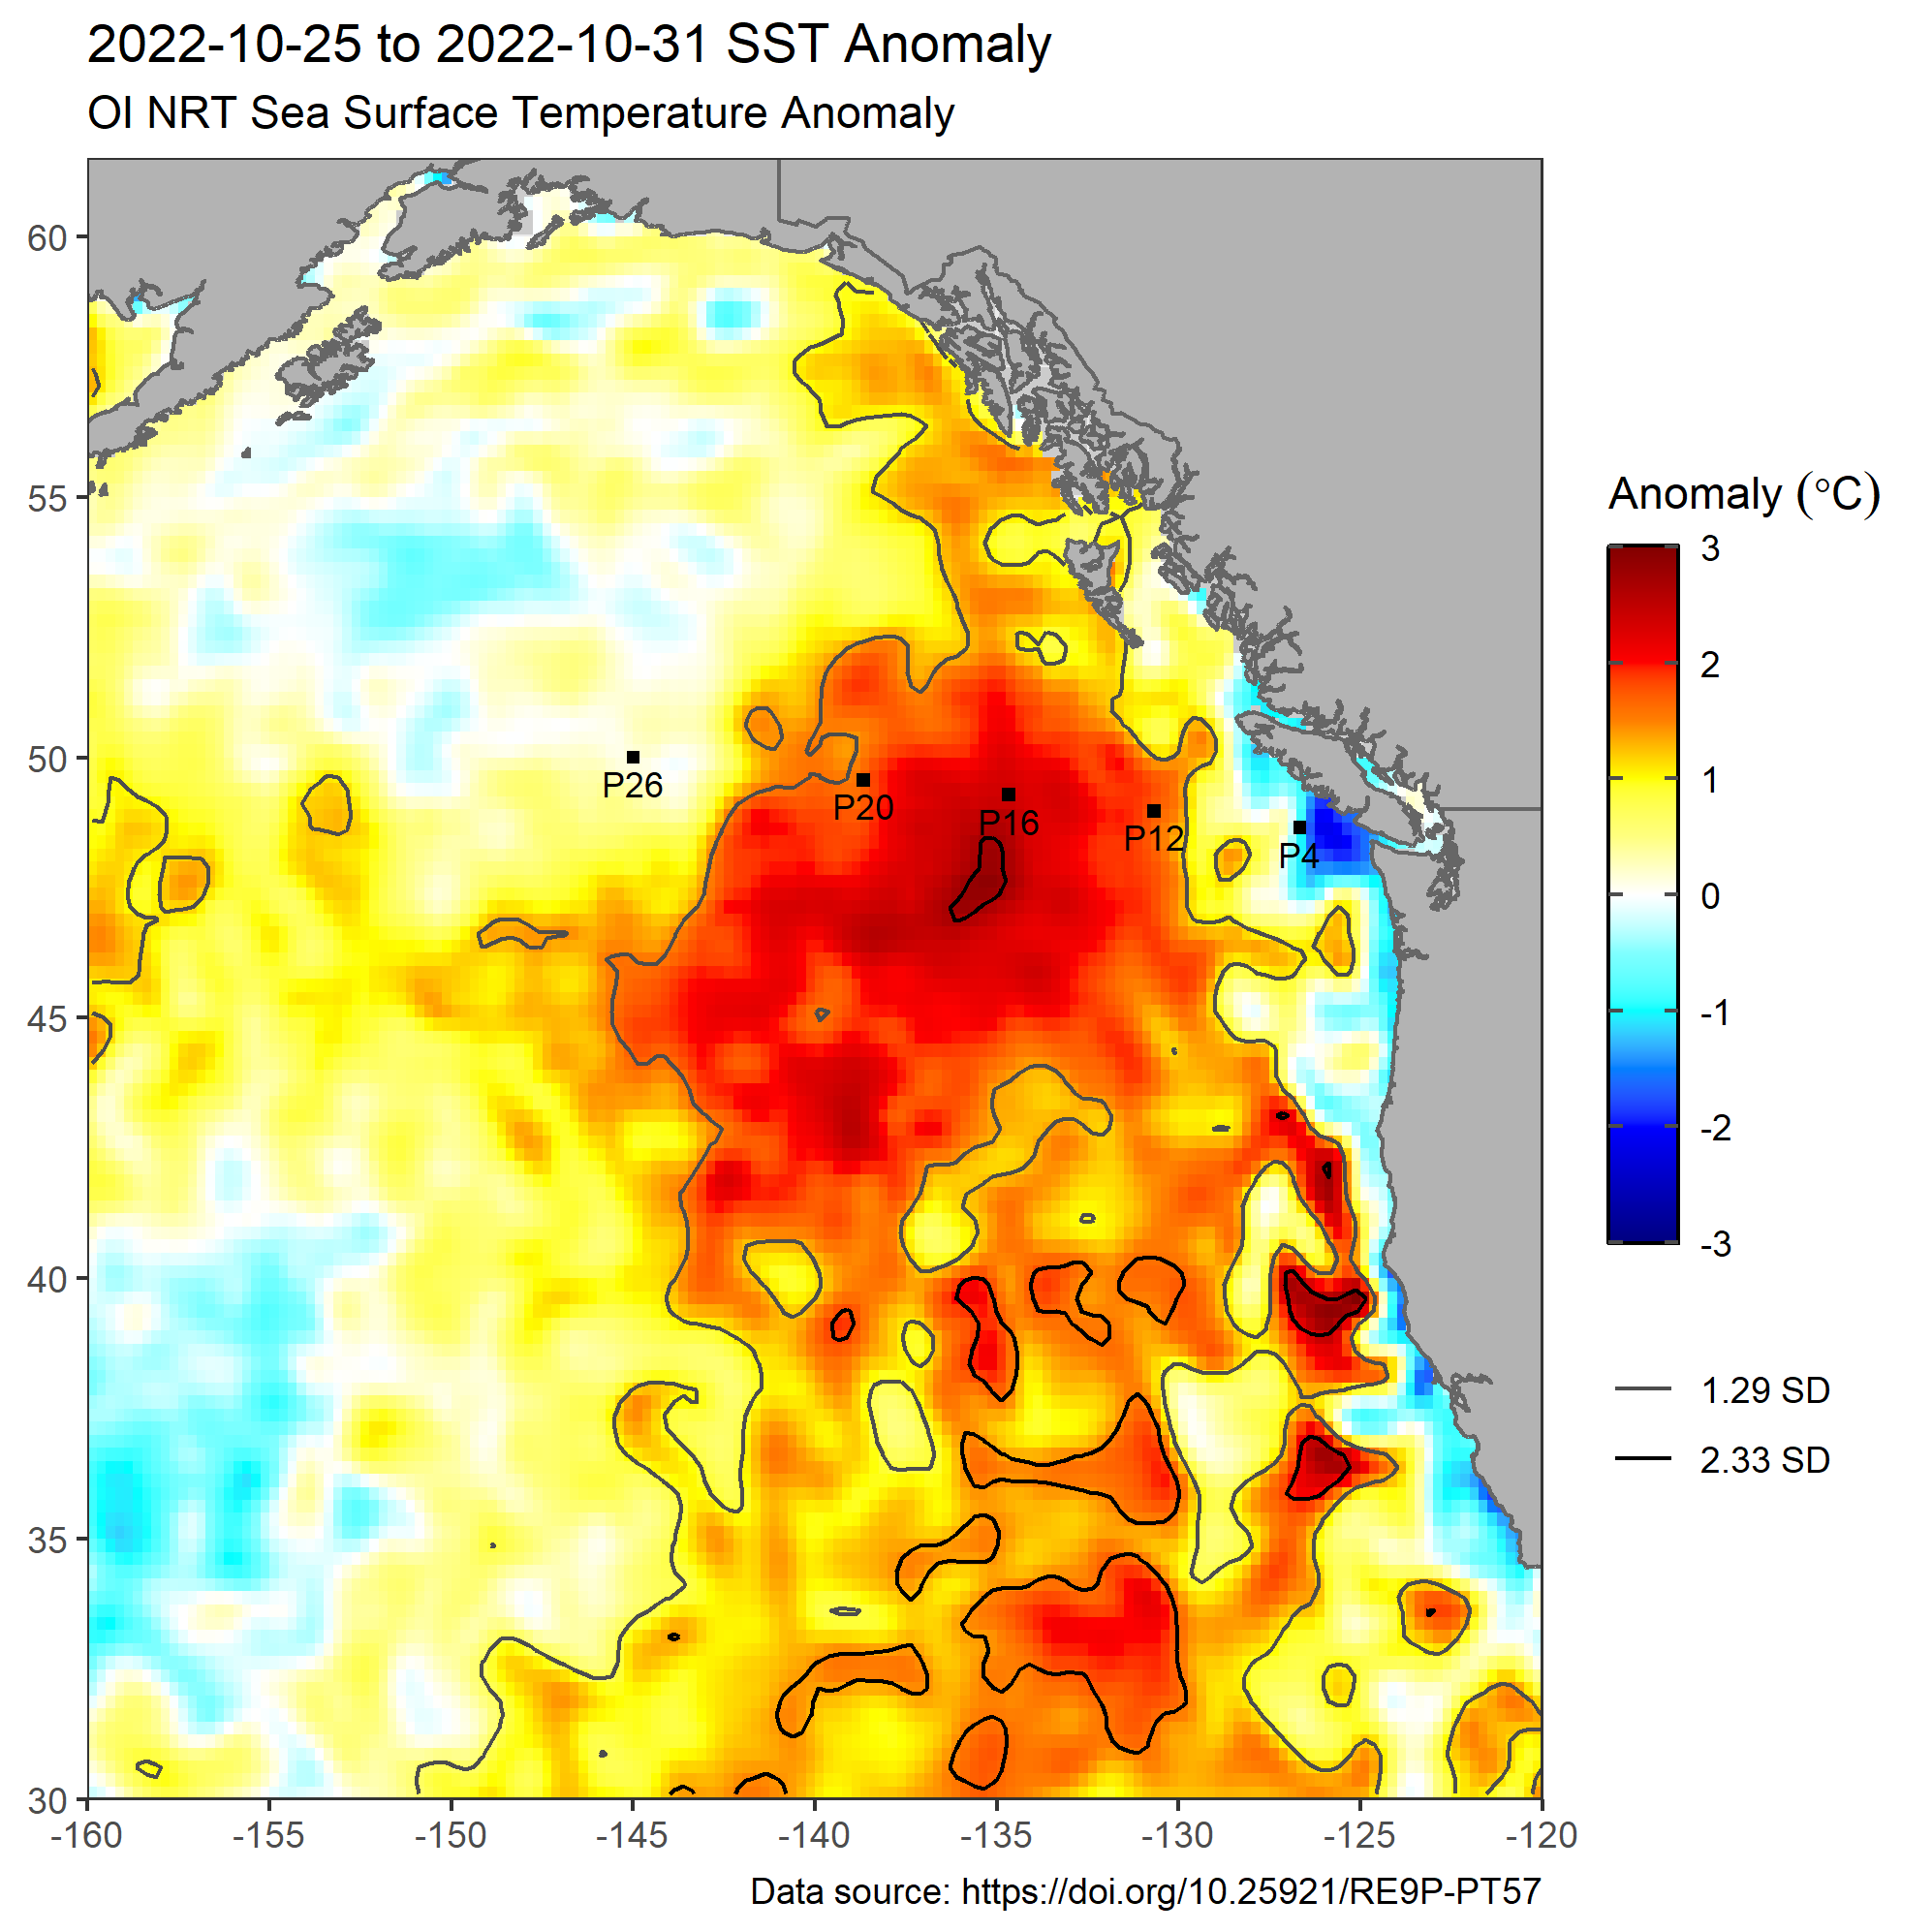 2022-10-25 to 2022-10-31 SST Anomaly
OI NRT Sea Surface Temperature Anomaly
60
55
50
45
40
35
30
-160
-155
-150
-145
-140
-135
-130
-125
-120
P26
P20
P16
P12
P4
Anomaly (°C)
3
2
1
0
-1
-2
-3
1.29 SD
2.33 SD
Data source: https://doi.org/10.25921/RE9P-PT57